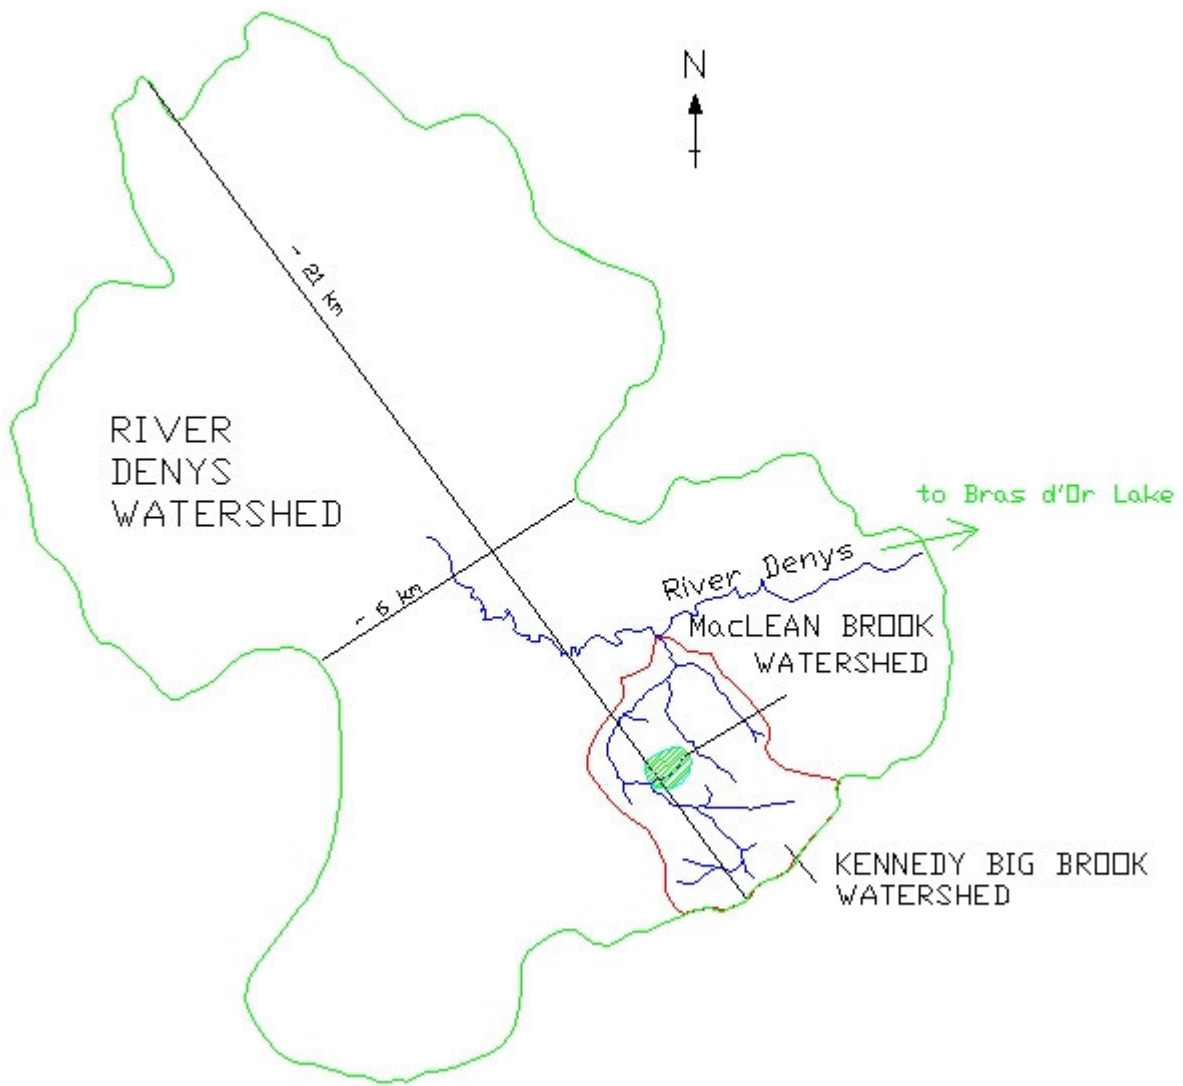 N
~ 21 km
RIVER
DENYS
WATERSHED
to Bras d'Or Lake
River Denys
~ 6 km
MacLEAN BROOK
WATERSHED
KENNEDY BIG BROOK
WATERSHED